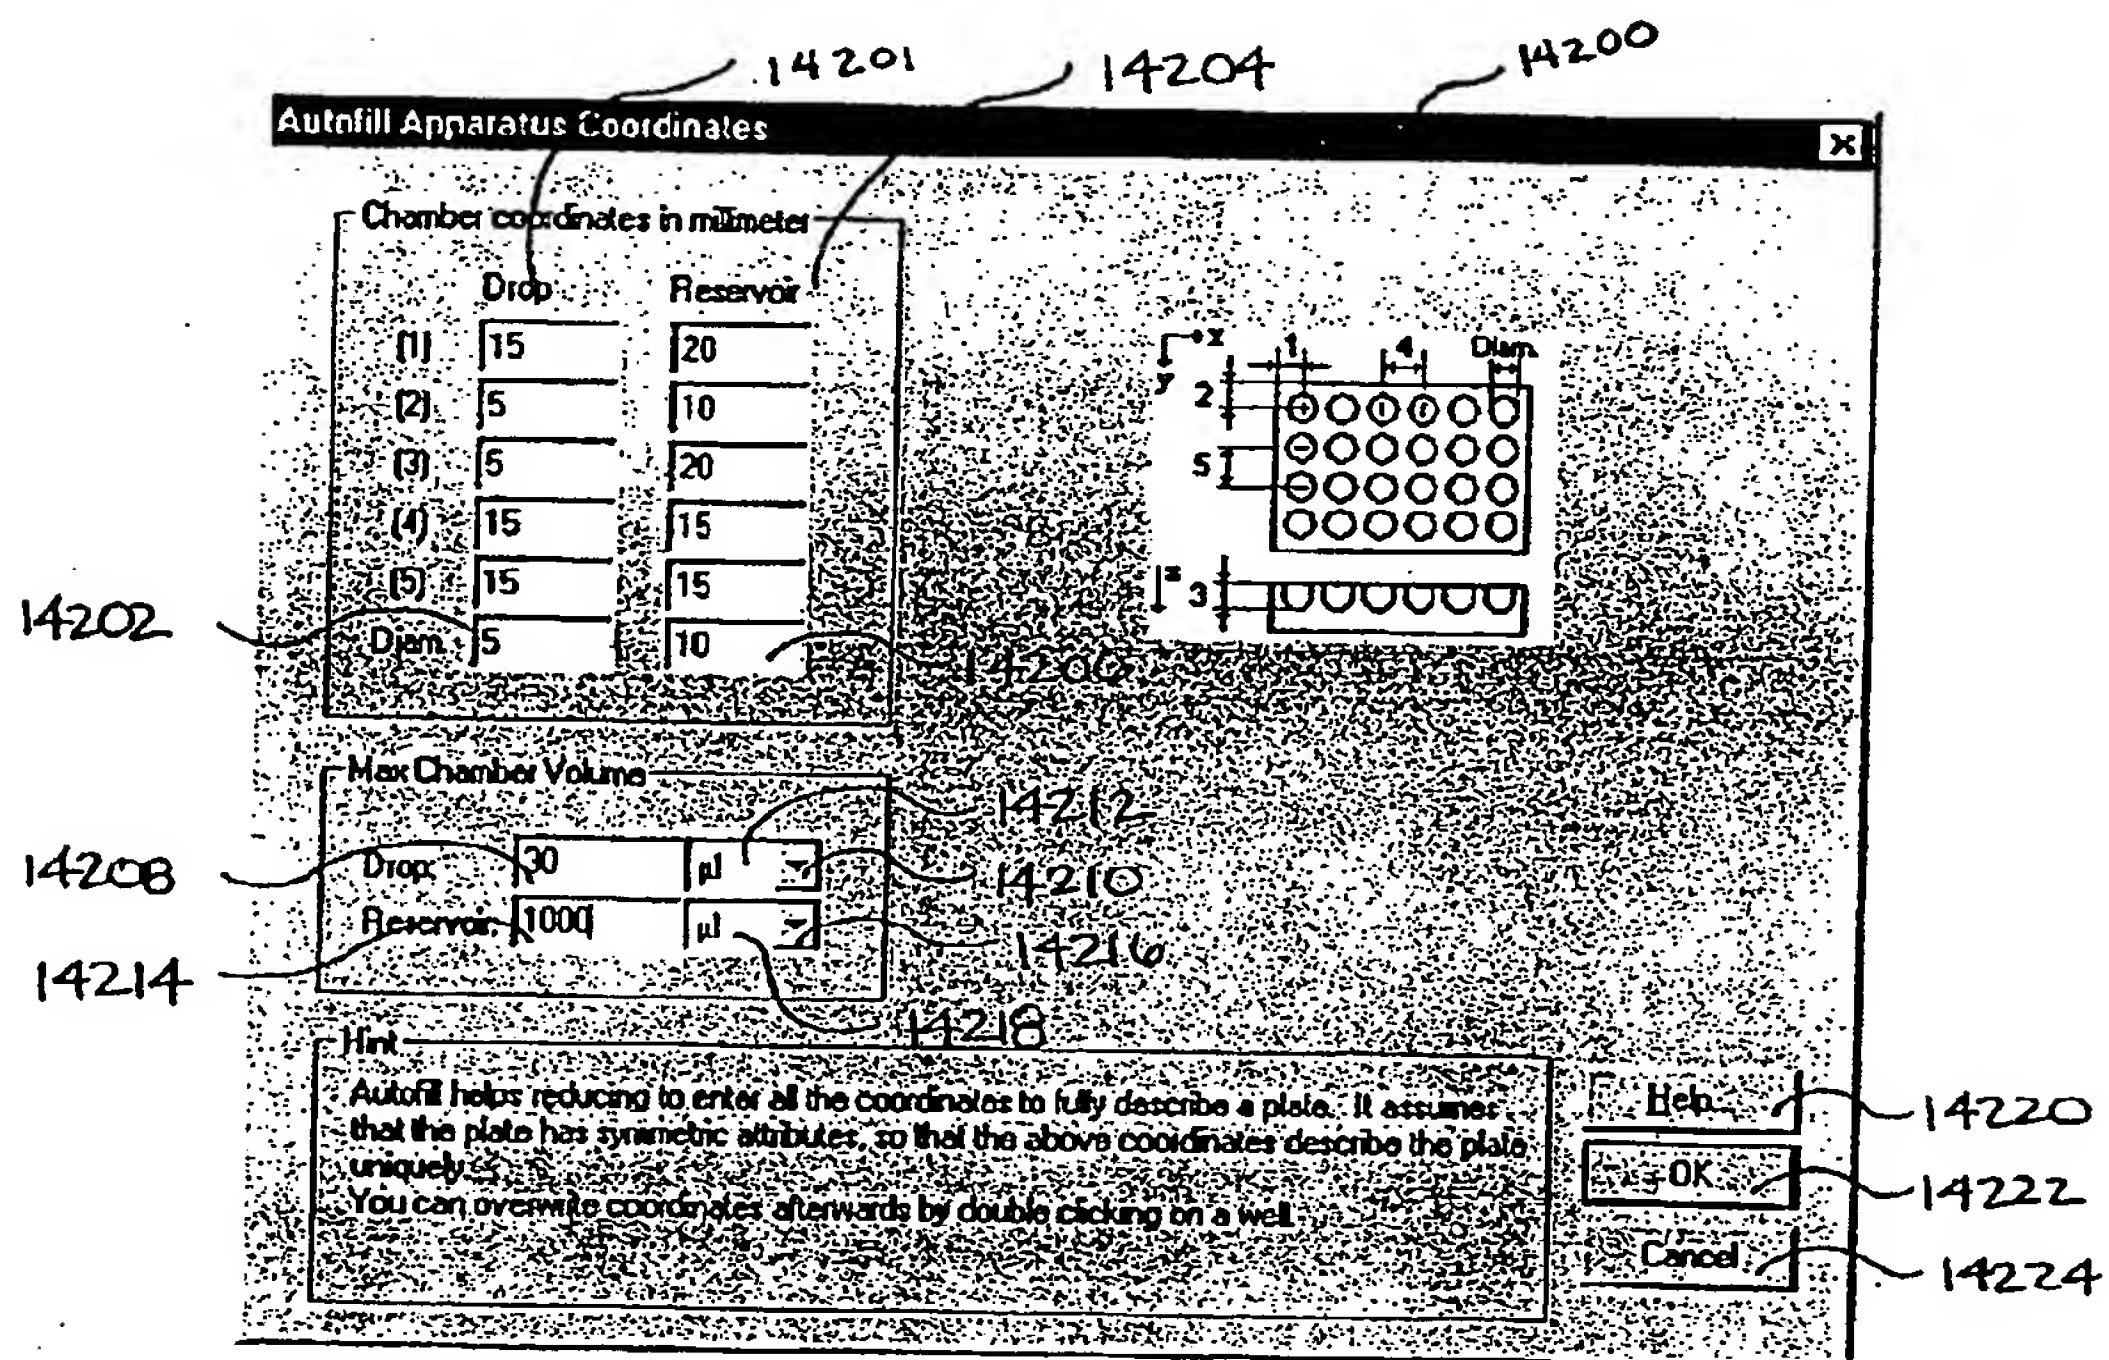 14201 14204 14200
Autofill Apparatus Coordinates
Chamber coordinates in millimeter
Drop Reservoir
(1) 15 20
(2) 5 10
(3) 5 20
(4) 15 15
(5) 15 15
Diam. 5 10
14202
14206
x
y
1 4 Diam.
2
5
z
3
Max Chamber Volume
14212
14208
Drop: 30 µl
14210
Reservoir: 1000 µl
14216
14214
14218
Hint
Autofill helps reducing to enter all the coordinates to fully describe a plate. It assumes
that the plate has symmetric attributes, so that the above coordinates describe the plate
uniquely.
You can overwrite coordinates afterwards by double clicking on a well.
Help 14220
OK 14222
Cancel 14224